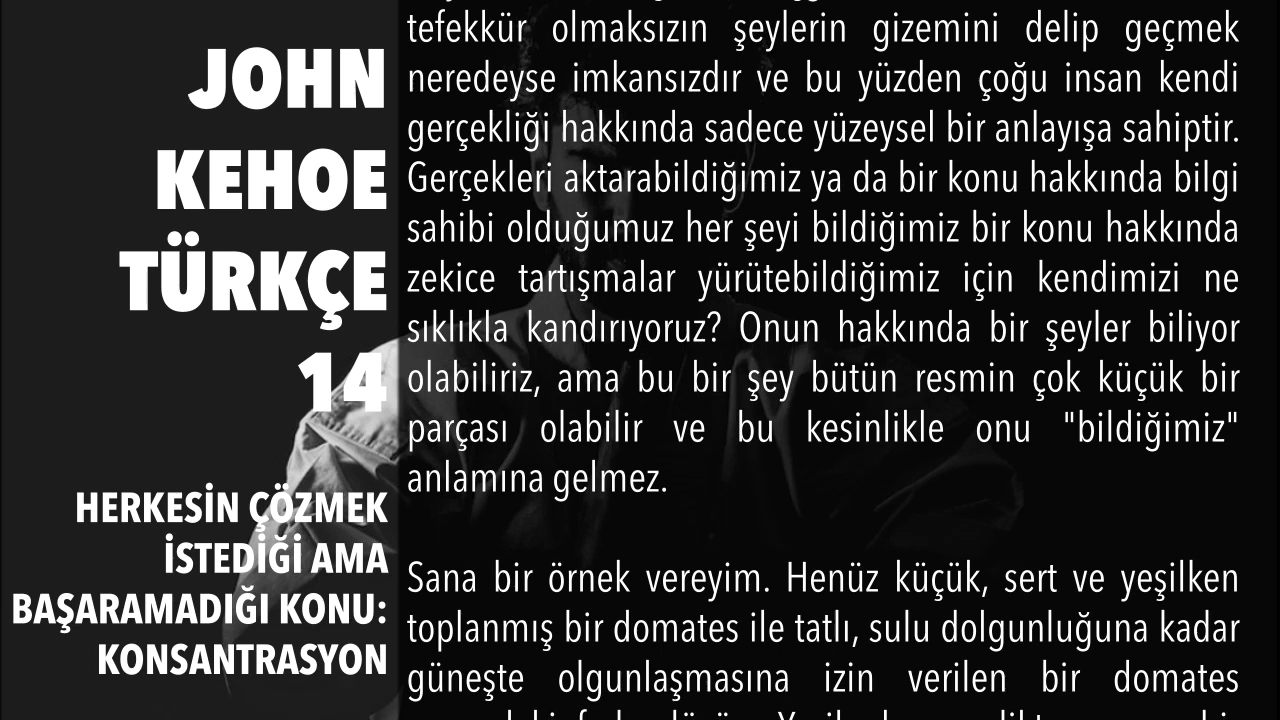 JOHN
KEHOE
TÜRKÇE
14
HERKESİN ÇÖZMEK
İSTEDİĞİ AMA
BAŞARAMADIĞI KONU:
KONSANTRASYON
tefekkür olmaksızın şeylerin gizemini delip geçmek
neredeyse imkansızdır ve bu yüzden çoğu insan kendi
gerçekliği hakkında sadece yüzeysel bir anlayışa sahiptir.
Gerçekleri aktarabildiğimiz ya da bir konu hakkında bilgi
sahibi olduğumuz her şeyi bildiğimiz bir konu hakkında
zekice tartışmalar yürütebildiğimiz için kendimizi ne
sıklıkla kandırıyoruz? Onun hakkında bir şeyler biliyor
olabiliriz, ama bu bir şey bütün resmin çok küçük bir
parçası olabilir ve bu kesinlikle onu "bildiğimiz"
anlamına gelmez.
Sana bir örnek vereyim. Henüz küçük, sert ve yeşilken
toplanmış bir domates ile tatlı, sulu dolgunluğuna kadar
güneşte olgunlaşmasına izin verilen bir domates